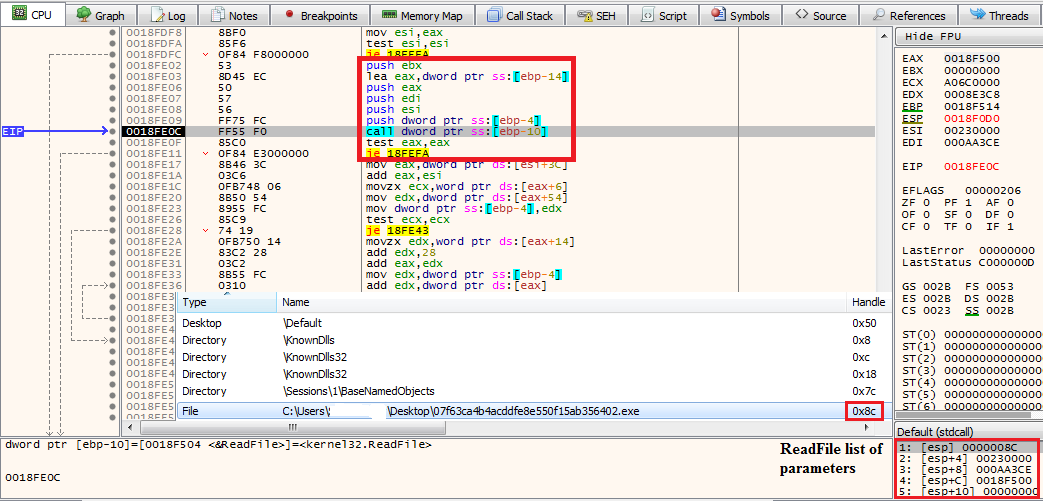 CPU Graph Log Notes Breakpoints Memory Map Call Stack SEH Script Symbols Source References Threads
0018FDF8 8BF0 mov esi,eax
0018FDFA 85F6 test esi,esi
0018FDFC 0F84 F8000000 je 18FEFA
0018FE02 53 push ebx
0018FE03 8D45 EC lea eax,dword ptr ss:[ebp-14]
0018FE06 50 push eax
0018FE07 57 push edi
0018FE08 56 push esi
0018FE09 FF75 FC push dword ptr ss:[ebp-4]
EIP 0018FE0C FF55 F0 call dword ptr ss:[ebp-10]
0018FE0F 85C0 test eax,eax
0018FE11 0F84 E3000000 je 18FEFA
0018FE17 8B46 3C mov eax,dword ptr ds:[esi+3C]
0018FE1A 03C6 add eax,esi
0018FE1C 0FB748 06 movzx ecx,word ptr ds:[eax+6]
0018FE20 8B50 54 mov edx,dword ptr ds:[eax+54]
0018FE23 8955 FC mov dword ptr ss:[ebp-4],edx
0018FE26 85C9 test ecx,ecx
0018FE28 74 19 je 18FE43
0018FE2A 0FB750 14 movzx edx,word ptr ds:[eax+14]
0018FE2E 83C2 28 add edx,28
0018FE31 03C2 add eax,edx
0018FE33 8B55 FC mov edx,dword ptr ss:[ebp-4]
0018FE36 0310 add edx,dword ptr ds:[eax]
0018FE3
0018FE3
0018FE3
0018FE4
0018FE4
0018FE4
0018FE4
0018FE5
0018FE5
0018FE5
Type Name Handle
Desktop \Default 0x50
Directory \KnownDlls 0x8
Directory \KnownDlls32 0xc
Directory \KnownDlls32 0x18
Directory \Sessions\1\BaseNamedObjects 0x7c
File C:\Users\ \Desktop\07f63ca4b4acddfe8e550f15ab356402.exe 0x8c
dword ptr [ebp-10]=[0018F504 <&ReadFile>]=<kernel32.ReadFile>
0018FE0C
ReadFile list of
parameters
Hide FPU
EAX 0018F500
EBX 00000000
ECX A06C0000
EDX 0008E3C8
EBP 0018F514
ESP 0018F0D0
ESI 00230000
EDI 000AA3CE
EIP 0018FE0C
EFLAGS 00000206
ZF 0 PF 1 AF 0
OF 0 SF 0 DF 0
CF 0 TF 0 IF 1
LastError 00000000
LastStatus C000000D
GS 002B FS 0053
ES 002B DS 002B
CS 0023 SS 002B
ST(0) 0000000000000
ST(1) 0000000000000
ST(2) 0000000000000
ST(3) 0000000000000
ST(4) 0000000000000
ST(5) 0000000000000
ST(6) 0000000000000
Default (stdcall)
1: [esp] 0000008C
2: [esp+4] 00230000
3: [esp+8] 000AA3CE
4: [esp+C] 0018F500
5: [esp+10] 00000000